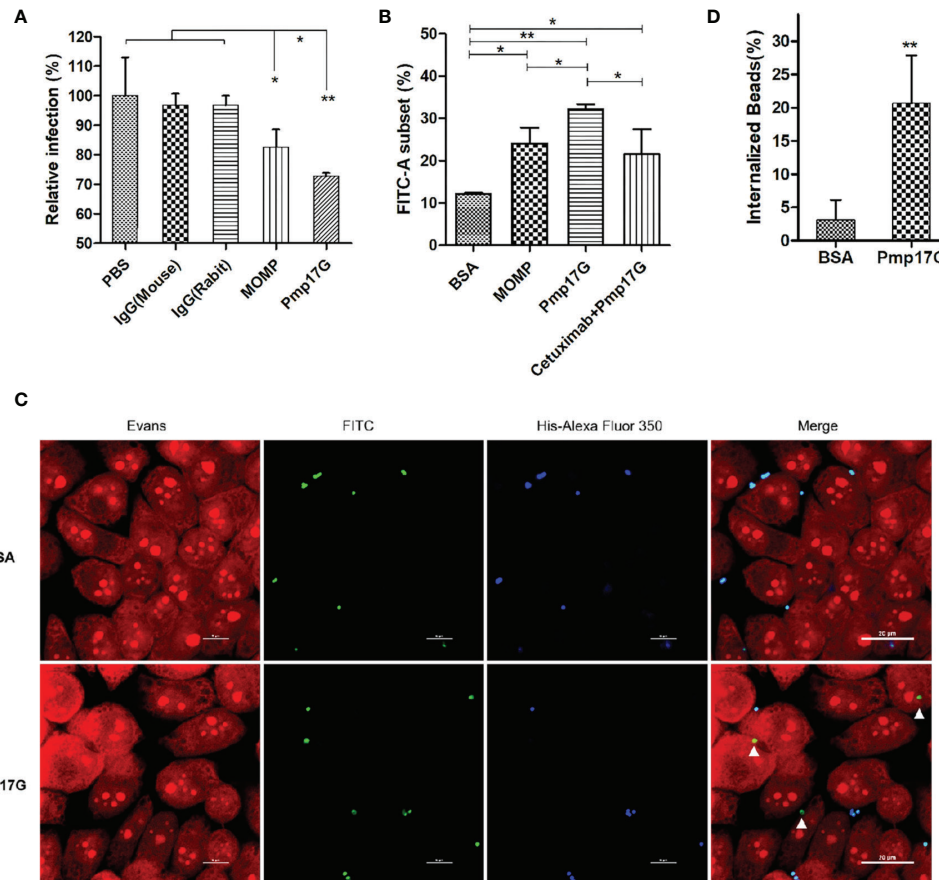 A
Relative infection (%)
120
110
100
90
80
70
60
50
*
*
**
PBS
IgG(Mouse)
IgG(Rabit)
MOMP
Pmp17G
B
FITC-A subset (%)
50
40
30
20
10
0
*
**
*
*
*
BSA
MOMP
Pmp17G
Cetuximab+Pmp17G
D
Internalized Beads(%)
30
25
20
15
10
5
0
**
BSA
Pmp17G
C
Evans
FITC
His-Alexa Fluor 350
Merge
SA
20 µm
17G
20 µm